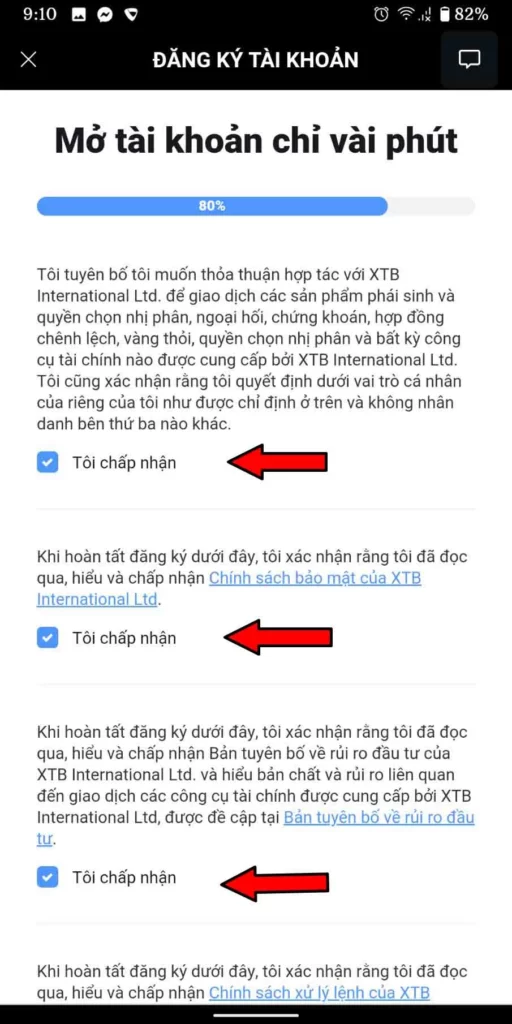 9:10
82%
ĐĂNG KÝ TÀI KHOẢN
Mở tài khoản chỉ vài phút
80%
Tôi tuyên bố tôi muốn thỏa thuận hợp tác với XTB
International Ltd. để giao dịch các sản phẩm phái sinh và
quyền chọn nhị phân, ngoại hối, chứng khoán, hợp đồng
chênh lệch, vàng thỏi, quyền chọn nhị phân và bất kỳ công
cụ tài chính nào được cung cấp bởi XTB International Ltd.
Tôi cũng xác nhận rằng tôi quyết định dưới vai trò cá nhân
của riêng của tôi như được chỉ định ở trên và không nhân
danh bên thứ ba nào khác.
Tôi chấp nhận
Khi hoàn tất đăng ký dưới đây, tôi xác nhận rằng tôi đã đọc
qua, hiểu và chấp nhận Chính sách bảo mật của XTB
International Ltd.
Tôi chấp nhận
Khi hoàn tất đăng ký dưới đây, tôi xác nhận rằng tôi đã đọc
qua, hiểu và chấp nhận Bản tuyên bố về rủi ro đầu tư của
XTB International Ltd. và hiểu bản chất và rủi ro liên quan
đến giao dịch các công cụ tài chính được cung cấp bởi XTB
International Ltd, được đề cập tại Bản tuyên bố về rủi ro đầu
tư.
Tôi chấp nhận
Khi hoàn tất đăng ký dưới đây, tôi xác nhận rằng tôi đã đọc
qua, hiểu và chấp nhận Chính sách xử lý lệnh của XTB